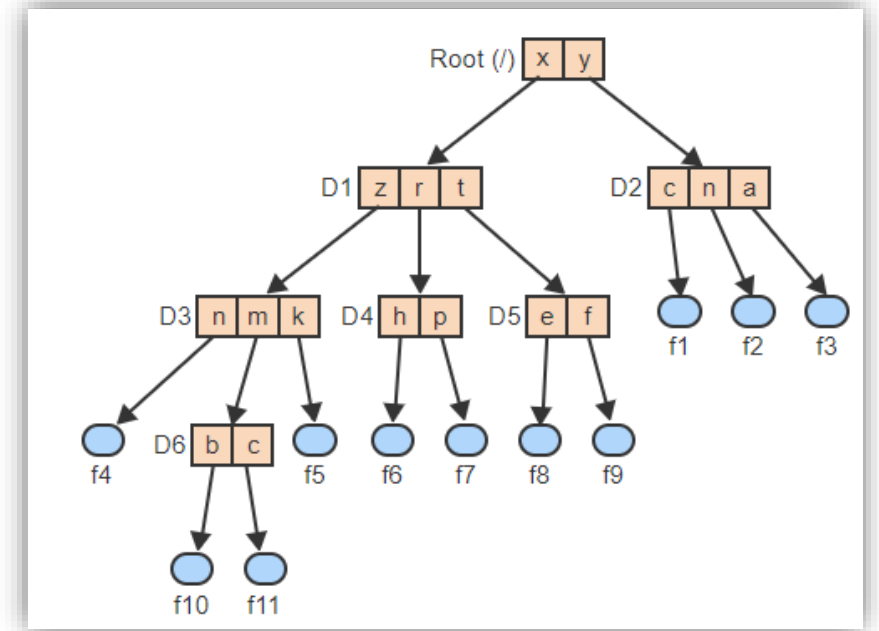 Root (/) x y
D1 z r t D2 c n a
D3 n m k D4 h p D5 e f
f1 f2 f3
D6 b c
f4 f5 f6 f7 f8 f9
f10 f11